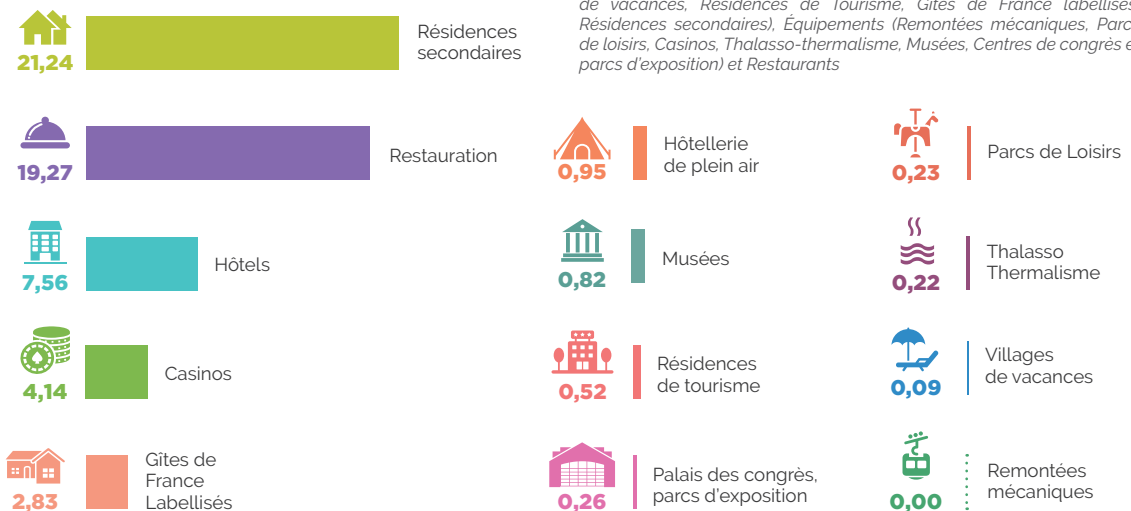 de vacances, Résidences de Tourisme, Gîtes de France labellisés,
Résidences secondaires), Équipements (Remontées mécaniques, Parcs
de loisirs, Casinos, Thalasso-thermalisme, Musées, Centres de congrès et
parcs d'exposition) et Restaurants
21,24
Résidences
secondaires
19,27
Restauration
7,56
Hôtels
4,14
Casinos
2,83
Gîtes de
France
Labellisés
0,95
Hôtellerie
de plein air
0,82
Musées
0,52
Résidences
de tourisme
0,26
Palais des congrès,
parcs d'exposition
0,23
Parcs de Loisirs
0,22
Thalasso
Thermalisme
0,09
Villages
de vacances
0,00
Remontées
mécaniques